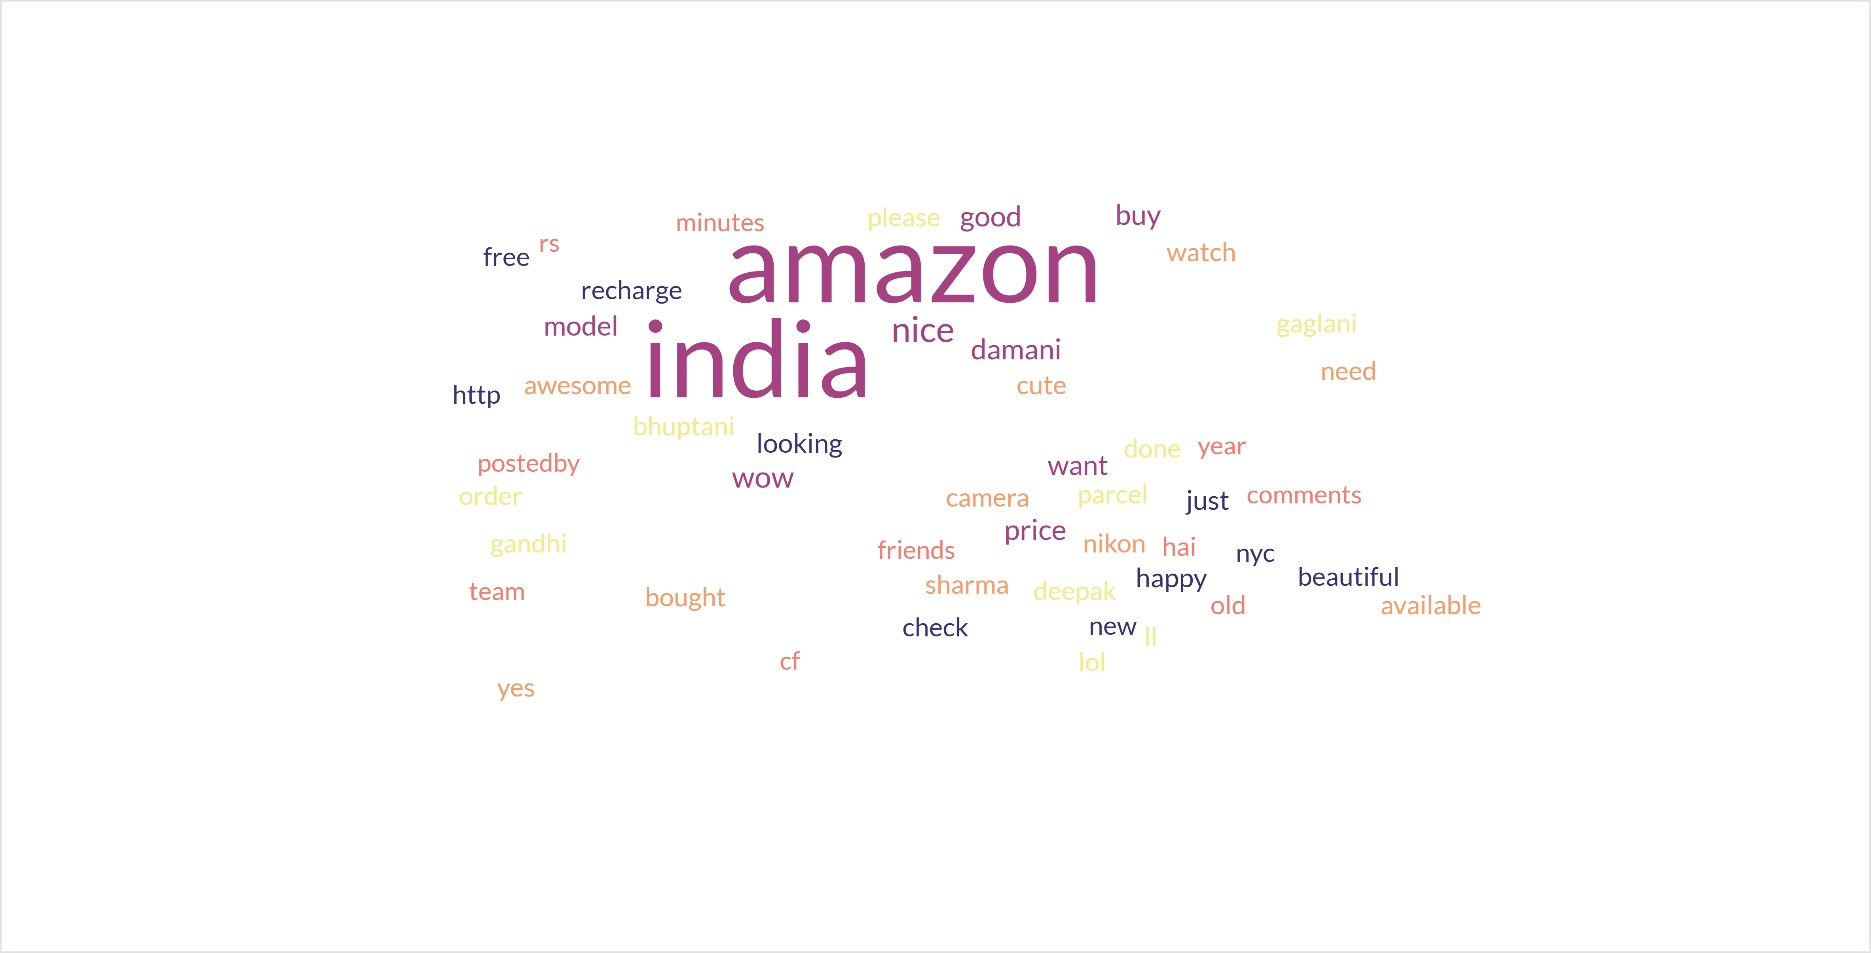 minutes please good buy
free rs amazon watch
recharge
model india nice damani gaglani
http awesome cute need
bhuptani looking done year
postedby wow want
order camera parcel just comments
gandhi friends price nikon hai nyc
team bought sharma deepak happy beautiful
old available
check new ll
cf lol
yes